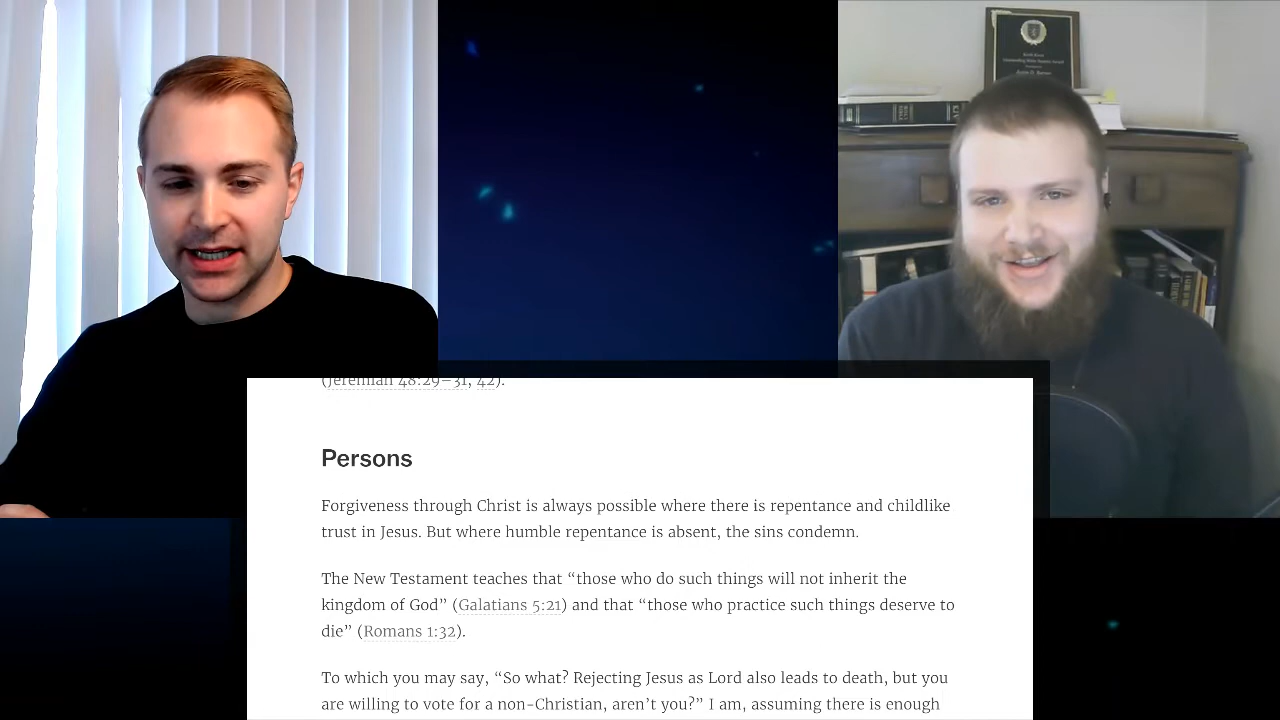 (Jeremiah 48:29–31, 42).
Persons
Forgiveness through Christ is always possible where there is repentance and childlike
trust in Jesus. But where humble repentance is absent, the sins condemn.
The New Testament teaches that “those who do such things will not inherit the
kingdom of God” (Galatians 5:21) and that “those who practice such things deserve to
die” (Romans 1:32).
To which you may say, “So what? Rejecting Jesus as Lord also leads to death, but you
are willing to vote for a non-Christian, aren’t you?” I am, assuming there is enough